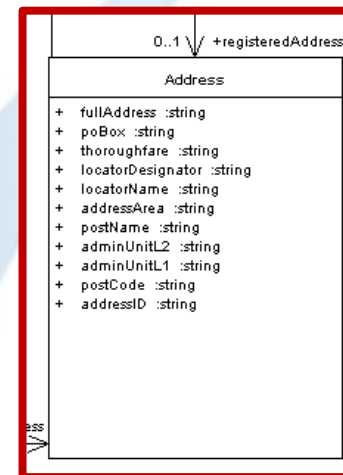 0..1 +registeredAddress
Address
+ fullAddress :string
+ poBox :string
+ thoroughfare :string
+ locatorDesignator :string
+ locatorName :string
+ addressArea :string
+ postName :string
+ adminUnitL2 :string
+ adminUnitL1 :string
+ postCode :string
+ addressID :string
ess